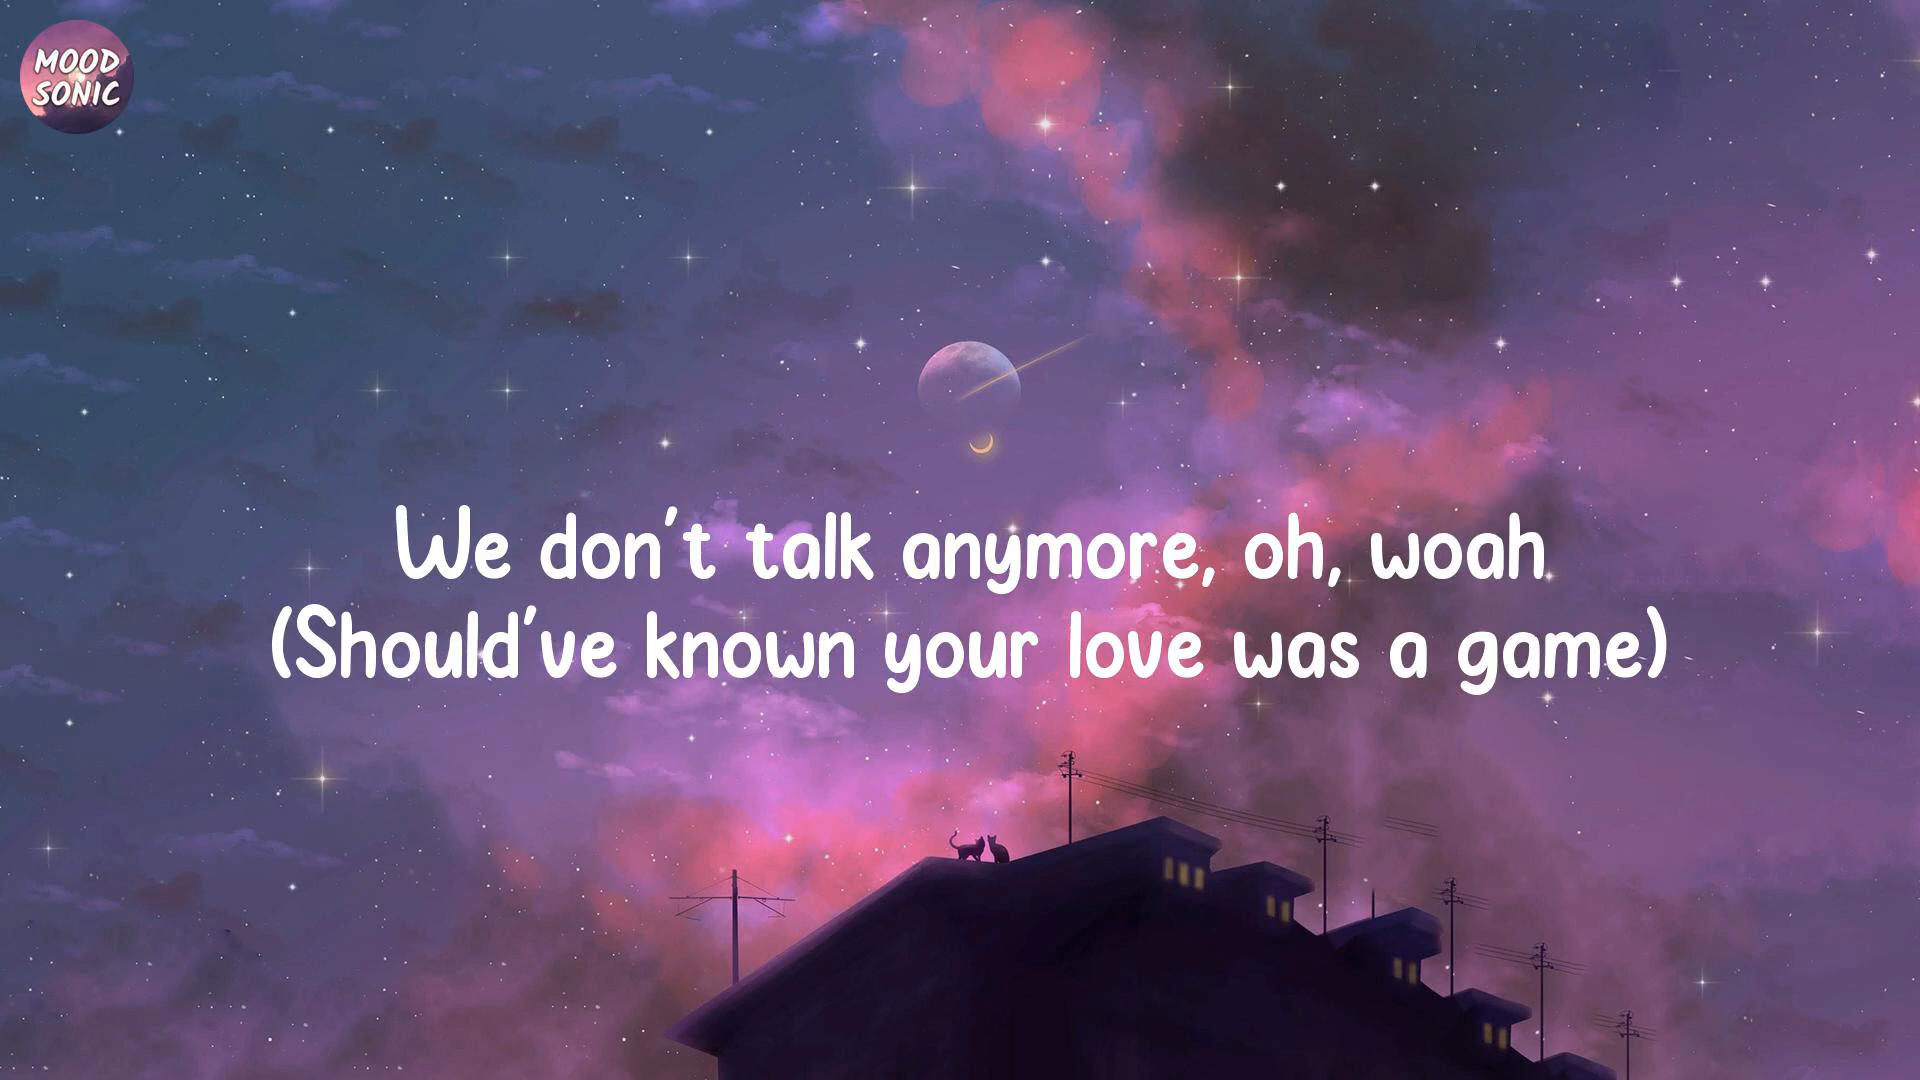 MOOD
SONIC
We don't talk anymore, oh, woah
(Should've known your love was a game)